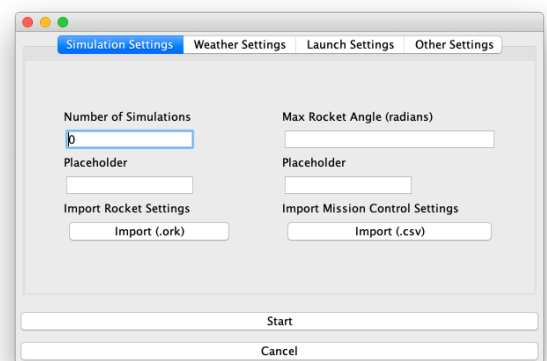 Simulation Settings Weather Settings Launch Settings Other Settings
Number of Simulations Max Rocket Angle (radians)
0
Placeholder Placeholder
Import Rocket Settings Import Mission Control Settings
Import (.ork) Import (.csv)
Start
Cancel